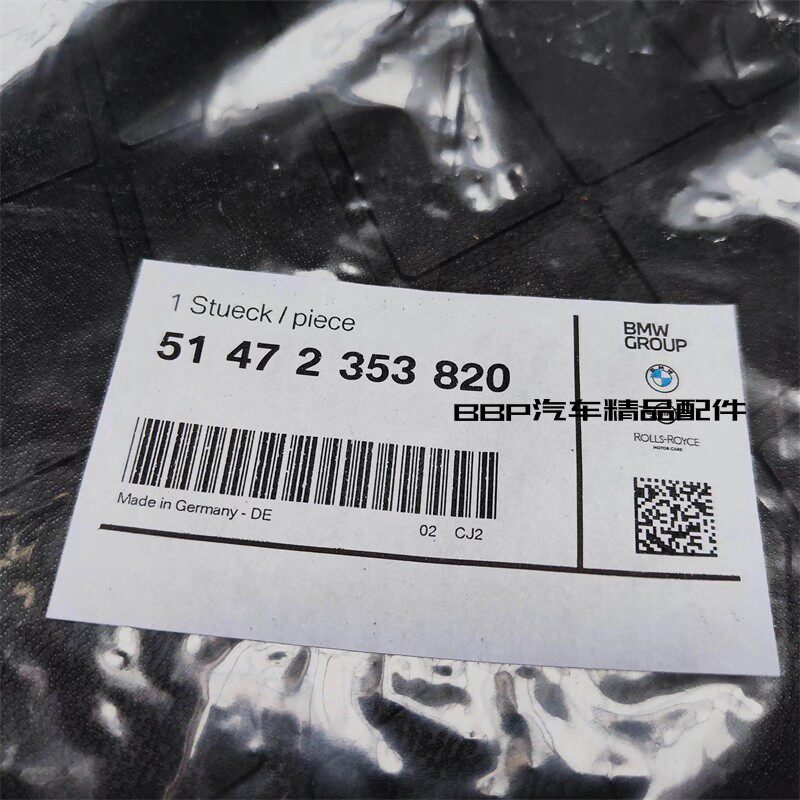 1 Stueck / piece
51 47 2 353 820
Made in Germany - DE
02 CJ2
BMW
GROUP
BMW
BBP汽车精品配件
ROLLS-ROYCE
MOTOR CARS